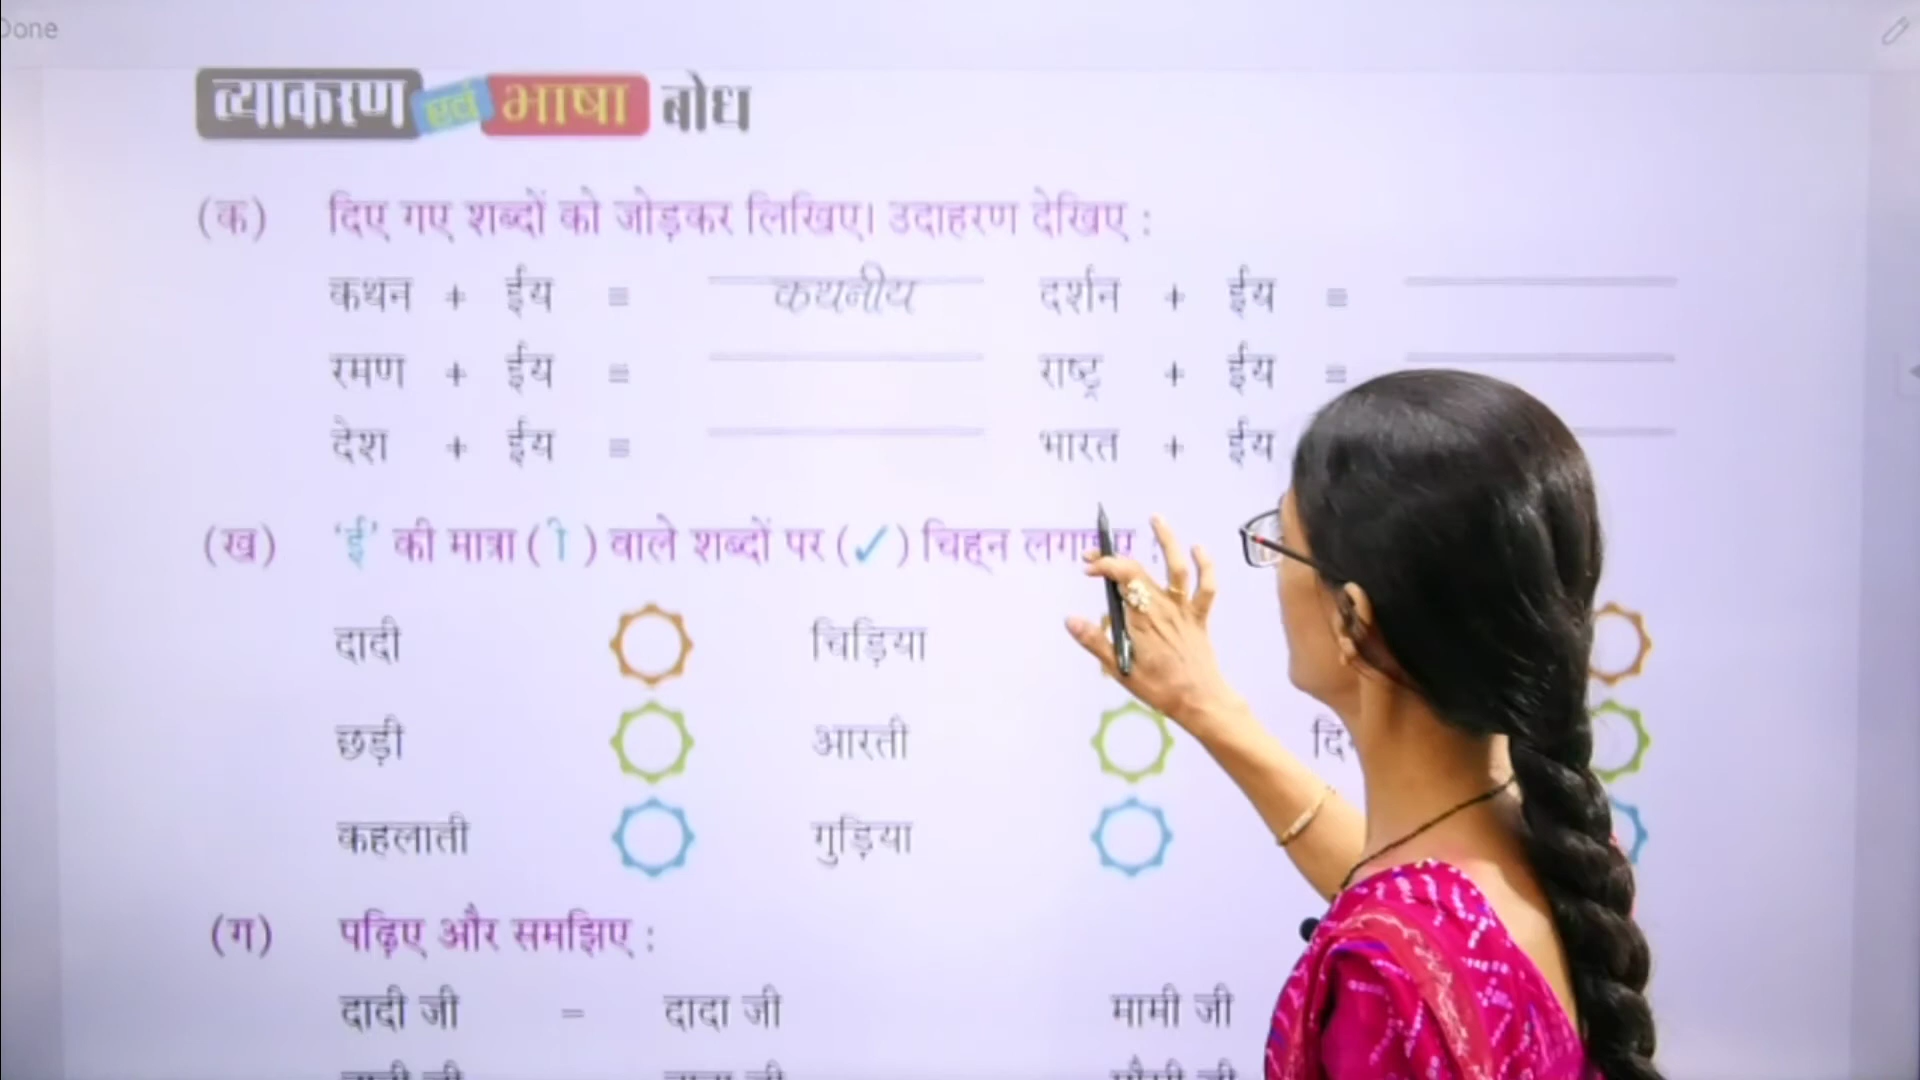 Done
व्याकरण एवं भाषा बोध
(क) दिए गए शब्दों को जोड़कर लिखिए। उदाहरण देखिए :
कथन + ईय = कथनीय दर्शन + ईय =
रमण + ईय = राष्ट्र + ईय =
देश + ईय = भारत + ईय
(ख) 'ई' की मात्रा ( ी ) वाले शब्दों पर (✓) चिह्न लगाइए :
दादी चिड़िया
छड़ी आरती
कहलाती गुड़िया
(ग) पढ़िए और समझिए :
दादी जी – दादा जी मामी जी